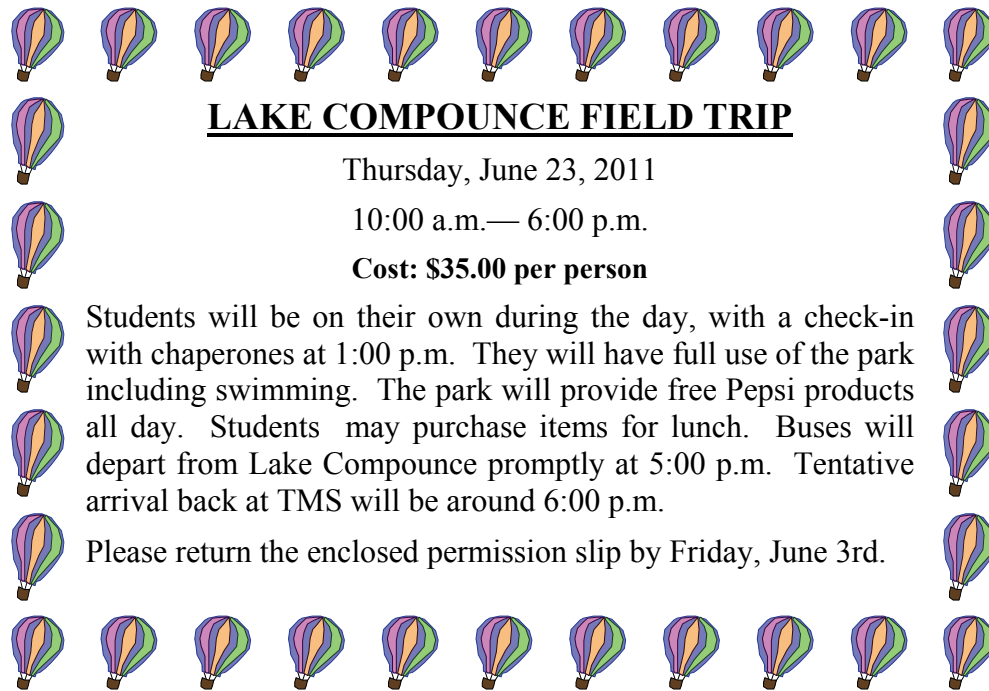 LAKE COMPOUNCE FIELD TRIP
Thursday, June 23, 2011
10:00 a.m.— 6:00 p.m.
Cost: $35.00 per person
Students will be on their own during the day, with a check-in
with chaperones at 1:00 p.m. They will have full use of the park
including swimming. The park will provide free Pepsi products
all day. Students may purchase items for lunch. Buses will
depart from Lake Compounce promptly at 5:00 p.m. Tentative
arrival back at TMS will be around 6:00 p.m.
Please return the enclosed permission slip by Friday, June 3rd.